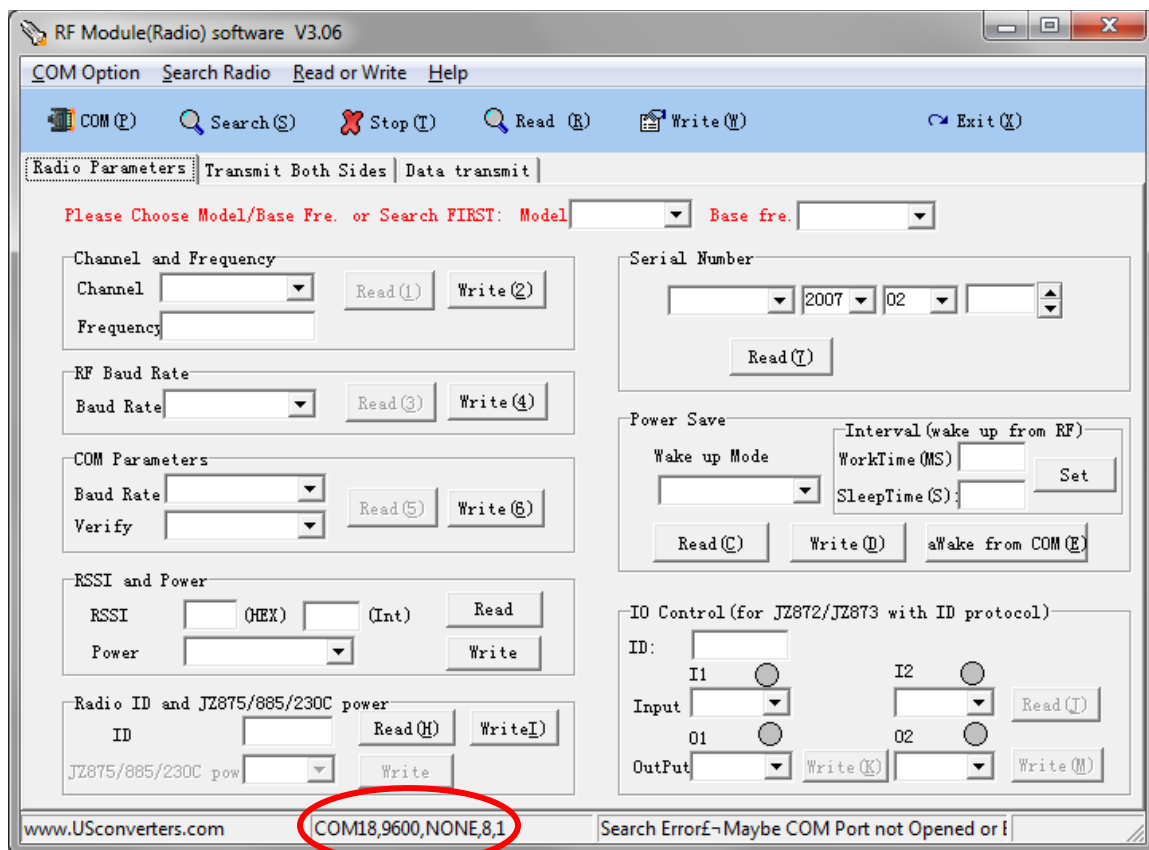 RF Module(Radio) software V3.06
COM Option Search Radio Read or Write Help
COM(P) Search(S) Stop(T) Read (R) Write(W) Exit(X)
Radio Parameters Transmit Both Sides Data transmit
Please Choose Model/Base Fre. or Search FIRST: Model Base fre.
Channel and Frequency
Channel Read(1) Write(2)
Frequency
RF Baud Rate
Baud Rate Read(3) Write(4)
COM Parameters
Baud Rate
Verify
Read(5) Write(6)
RSSI and Power
RSSI (HEX) (Int) Read
Power Write
Radio ID and JZ875/885/230C power
ID Read(H) WriteI)
JZ875/885/230C pow Write
Serial Number
2007 02
Read(7)
Power Save
Wake up Mode
Interval(wake up from RF)
WorkTime(MS)
SleepTime(S):
Set
Read(C) Write(D) aWake from COM(E)
IO Control(for JZ872/JZ873 with ID protocol)
ID:
I1 I2
Input Read(J)
O1 O2
OutPut Write(K) Write(M)
www.USconverters.com COM18,9600,NONE,8,1 Search Error£¬Maybe COM Port not Opened or